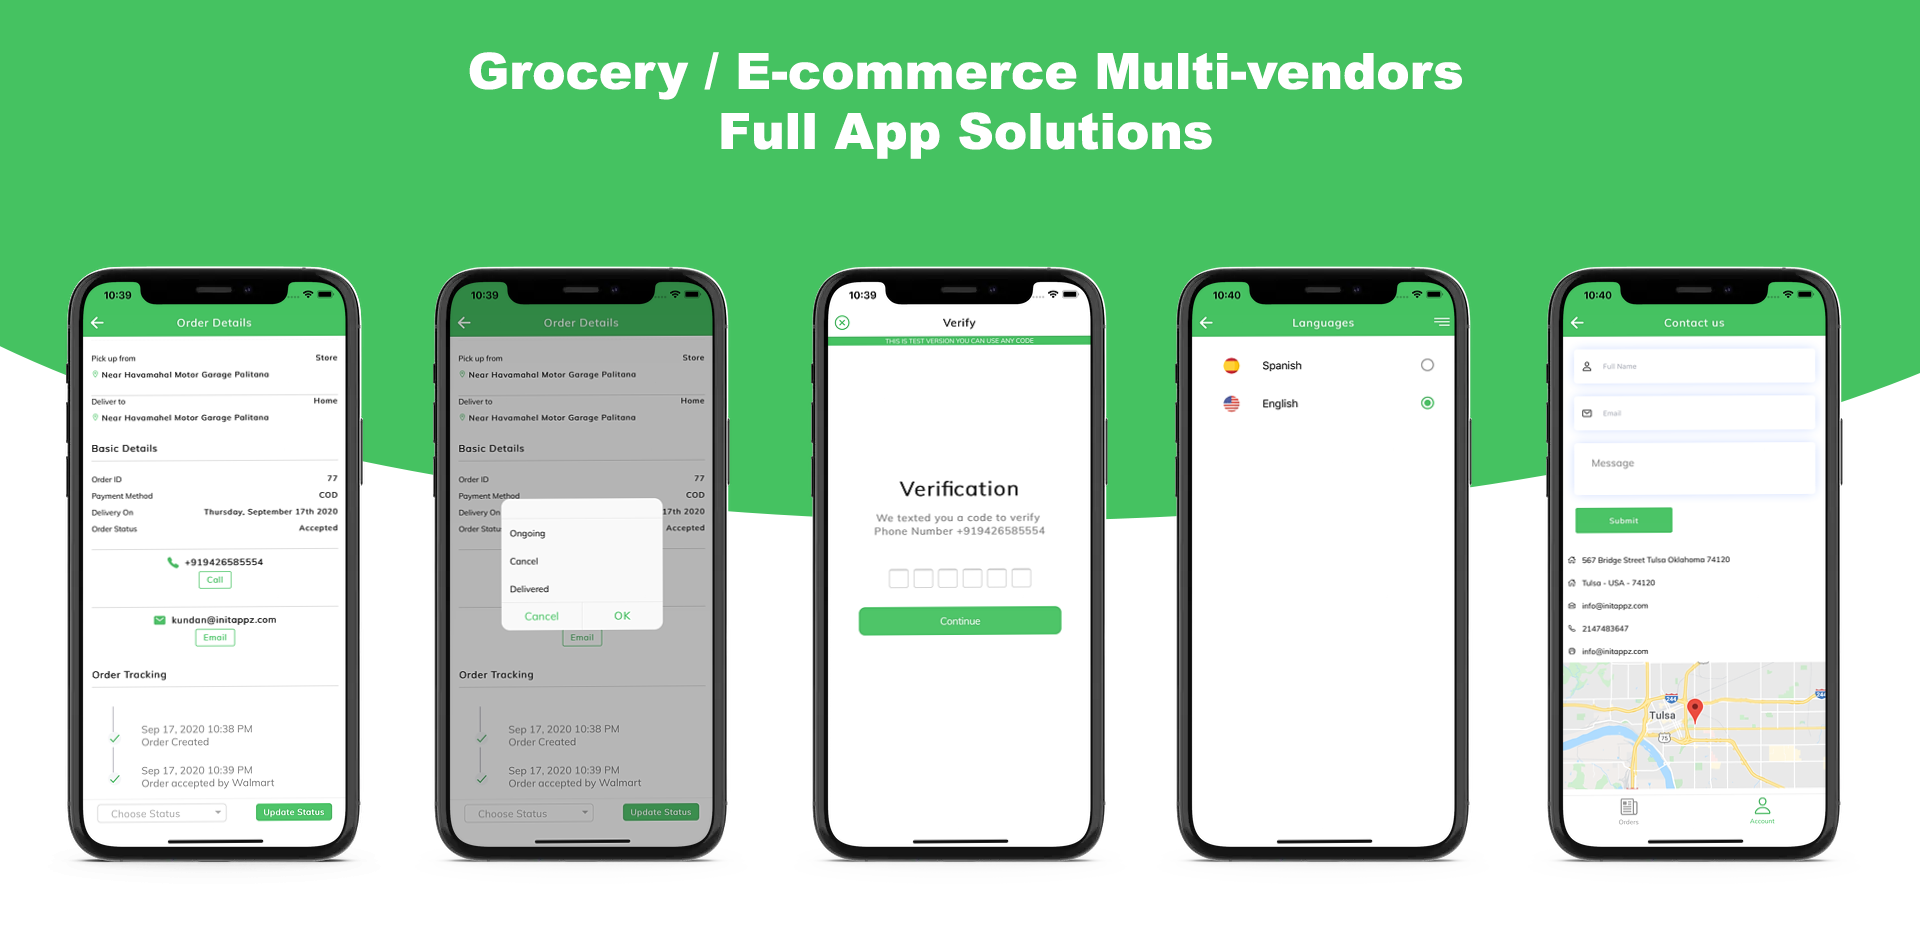 Grocery / E-commerce Multi-vendors
Full App Solutions
10:39
Order Details
Pick up from Store
Near Havamahal Motor Garage Palitana
Deliver to Home
Near Havamahel Motor Garage Palitana
Basic Details
Order ID 77
Payment Method COD
Delivery On Thursday, September 17th 2020
Order Status Accepted
+919426585554
Call
kundan@initappz.com
Email
Order Tracking
Sep 17, 2020 10:38 PM
Order Created
Sep 17, 2020 10:39 PM
Order accepted by Walmart
Choose Status Update Status
10:39
Order Details
Pick up from Store
Near Havamahal Motor Garage Palitana
Deliver to Home
Near Havamahel Motor Garage Palitana
Basic Details
Order ID 77
Payment Method COD
Delivery On 17th 2020
Order Status Accepted
Ongoing
Cancel
Delivered
Cancel OK
Email
Order Tracking
Sep 17, 2020 10:38 PM
Order Created
Sep 17, 2020 10:39 PM
Order accepted by Walmart
Choose Status Update Status
10:39
Verify
THIS IS TEST VERSION YOU CAN USE ANY CODE
Verification
We texted you a code to verify
Phone Number +919426585554
Continue
10:40
Languages
Spanish
English
10:40
Contact us
Full Name
Email
Message
Submit
567 Bridge Street Tulsa Oklahoma 74120
Tulsa - USA - 74120
info@initappz.com
2147483647
info@initappz.com
244
244
Tulsa
75
Orders Account